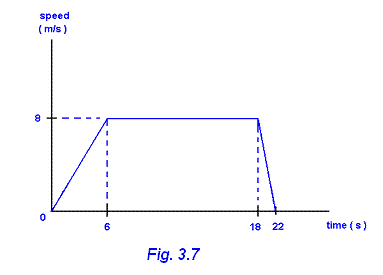 speed
( m/s )
8
0
6
18
22
time ( s )
Fig. 3.7